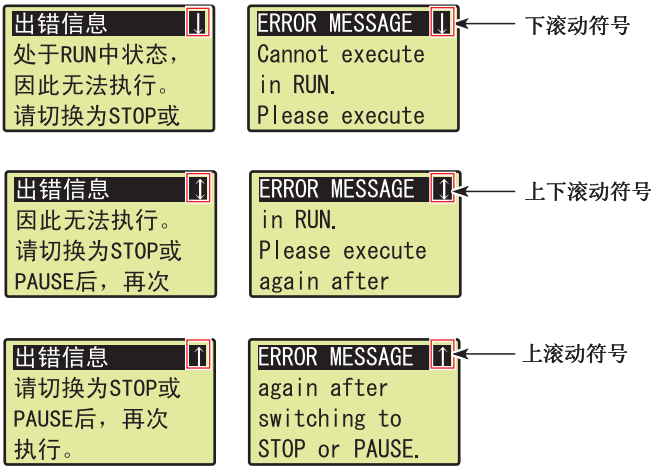 出错信息 ↓
处于RUN中状态，
因此无法执行。
请切换为STOP或
ERROR MESSAGE ↓
Cannot execute
in RUN.
Please execute
下滚动符号
出错信息 ↕
因此无法执行。
请切换为STOP或
PAUSE后，再次
ERROR MESSAGE ↕
in RUN.
Please execute
again after
上下滚动符号
出错信息 ↑
请切换为STOP或
PAUSE后，再次
执行。
ERROR MESSAGE ↑
again after
switching to
STOP or PAUSE.
上滚动符号